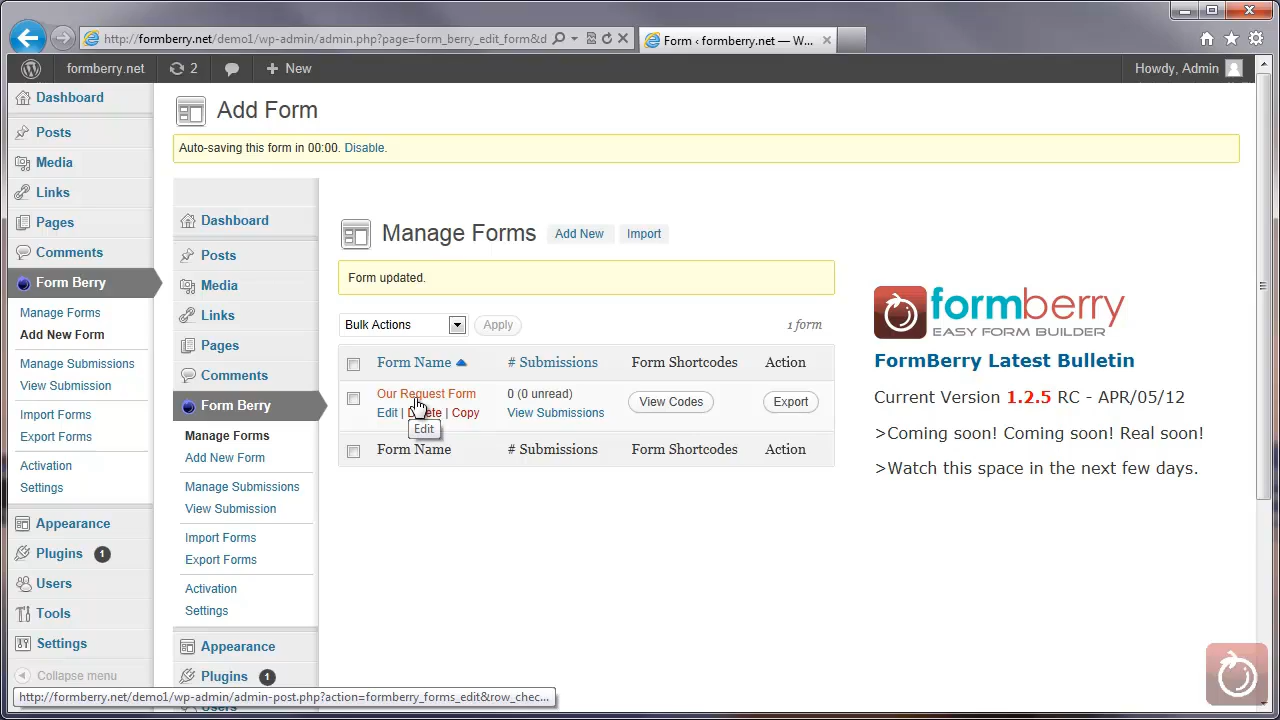 http://formberry.net/demo1/wp-admin/admin.php?page=form_berry_edit_form&d
Form ‹ formberry.net — W...
formberry.net
2
New
Howdy, Admin
Dashboard
Posts
Media
Links
Pages
Comments
Form Berry
Manage Forms
Add New Form
Manage Submissions
View Submission
Import Forms
Export Forms
Activation
Settings
Appearance
Plugins 1
Users
Tools
Settings
Collapse menu
Add Form
Auto-saving this form in 00:00. Disable.
Dashboard
Posts
Media
Links
Pages
Comments
Form Berry
Manage Forms
Add New Form
Manage Submissions
View Submission
Import Forms
Export Forms
Activation
Settings
Appearance
Plugins 1
Users
Manage Forms Add New Import
Form updated.
Bulk Actions Apply 1 form
Form Name # Submissions Form Shortcodes Action
Our Request Form 0 (0 unread) View Codes Export
Edit | Delete | Copy View Submissions
Edit
Form Name # Submissions Form Shortcodes Action
formberry
EASY FORM BUILDER
FormBerry Latest Bulletin
Current Version 1.2.5 RC - APR/05/12
>Coming soon! Coming soon! Real soon!
>Watch this space in the next few days.
http://formberry.net/demo1/wp-admin/admin-post.php?action=formberry_forms_edit&row_chec...